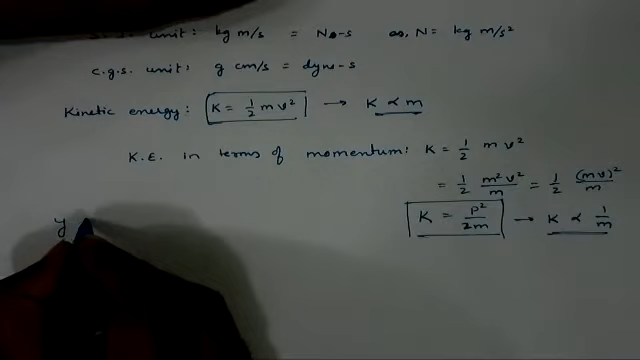 unit: kg m/s = N-s as, N = kg m/s²
c.g.s. unit: g cm/s = dyne-s
Kinetic energy: K = 1/2 m v² → K ∝ m
K.E. in terms of momentum: K = 1/2 m v²
= 1/2 m²v²/m = 1/2 (mv)²/m
K = p²/2m → K ∝ 1/m
y